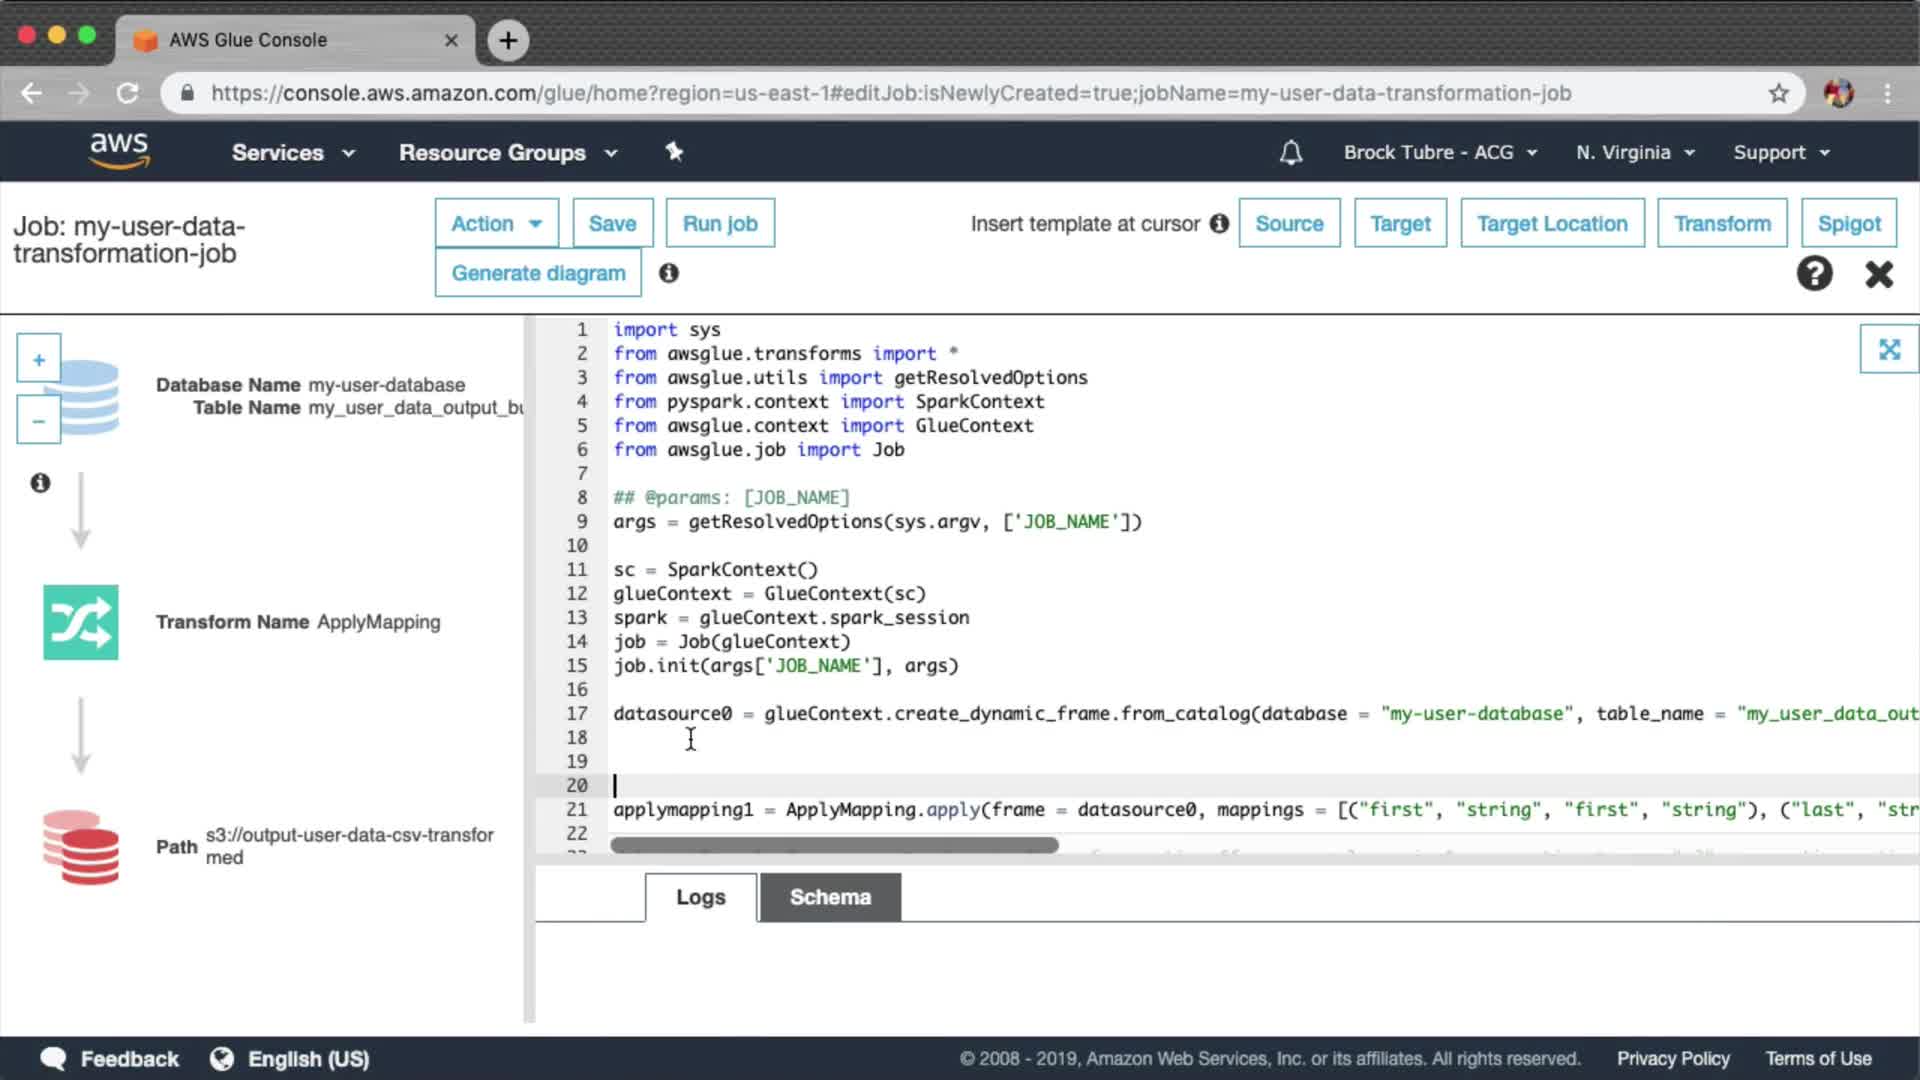 AWS Glue Console
https://console.aws.amazon.com/glue/home?region=us-east-1#editJob:isNewlyCreated=true;jobName=my-user-data-transformation-job
aws Services Resource Groups Brock Tubre - ACG N. Virginia Support
Job: my-user-data-
transformation-job
Action Save Run job
Generate diagram
Insert template at cursor Source Target Target Location Transform Spigot
Database Name my-user-database
Table Name my_user_data_output_bu
Transform Name ApplyMapping
Path s3://output-user-data-csv-transfor
med
1 import sys
2 from awsglue.transforms import *
3 from awsglue.utils import getResolvedOptions
4 from pyspark.context import SparkContext
5 from awsglue.context import GlueContext
6 from awsglue.job import Job
7
8 ## @params: [JOB_NAME]
9 args = getResolvedOptions(sys.argv, ['JOB_NAME'])
10
11 sc = SparkContext()
12 glueContext = GlueContext(sc)
13 spark = glueContext.spark_session
14 job = Job(glueContext)
15 job.init(args['JOB_NAME'], args)
16
17 datasource0 = glueContext.create_dynamic_frame.from_catalog(database = "my-user-database", table_name = "my_user_data_out
18
19
20
21 applymapping1 = ApplyMapping.apply(frame = datasource0, mappings = [("first", "string", "first", "string"), ("last", "str
22
Logs Schema
Feedback English (US) © 2008 - 2019, Amazon Web Services, Inc. or its affiliates. All rights reserved. Privacy Policy Terms of Use